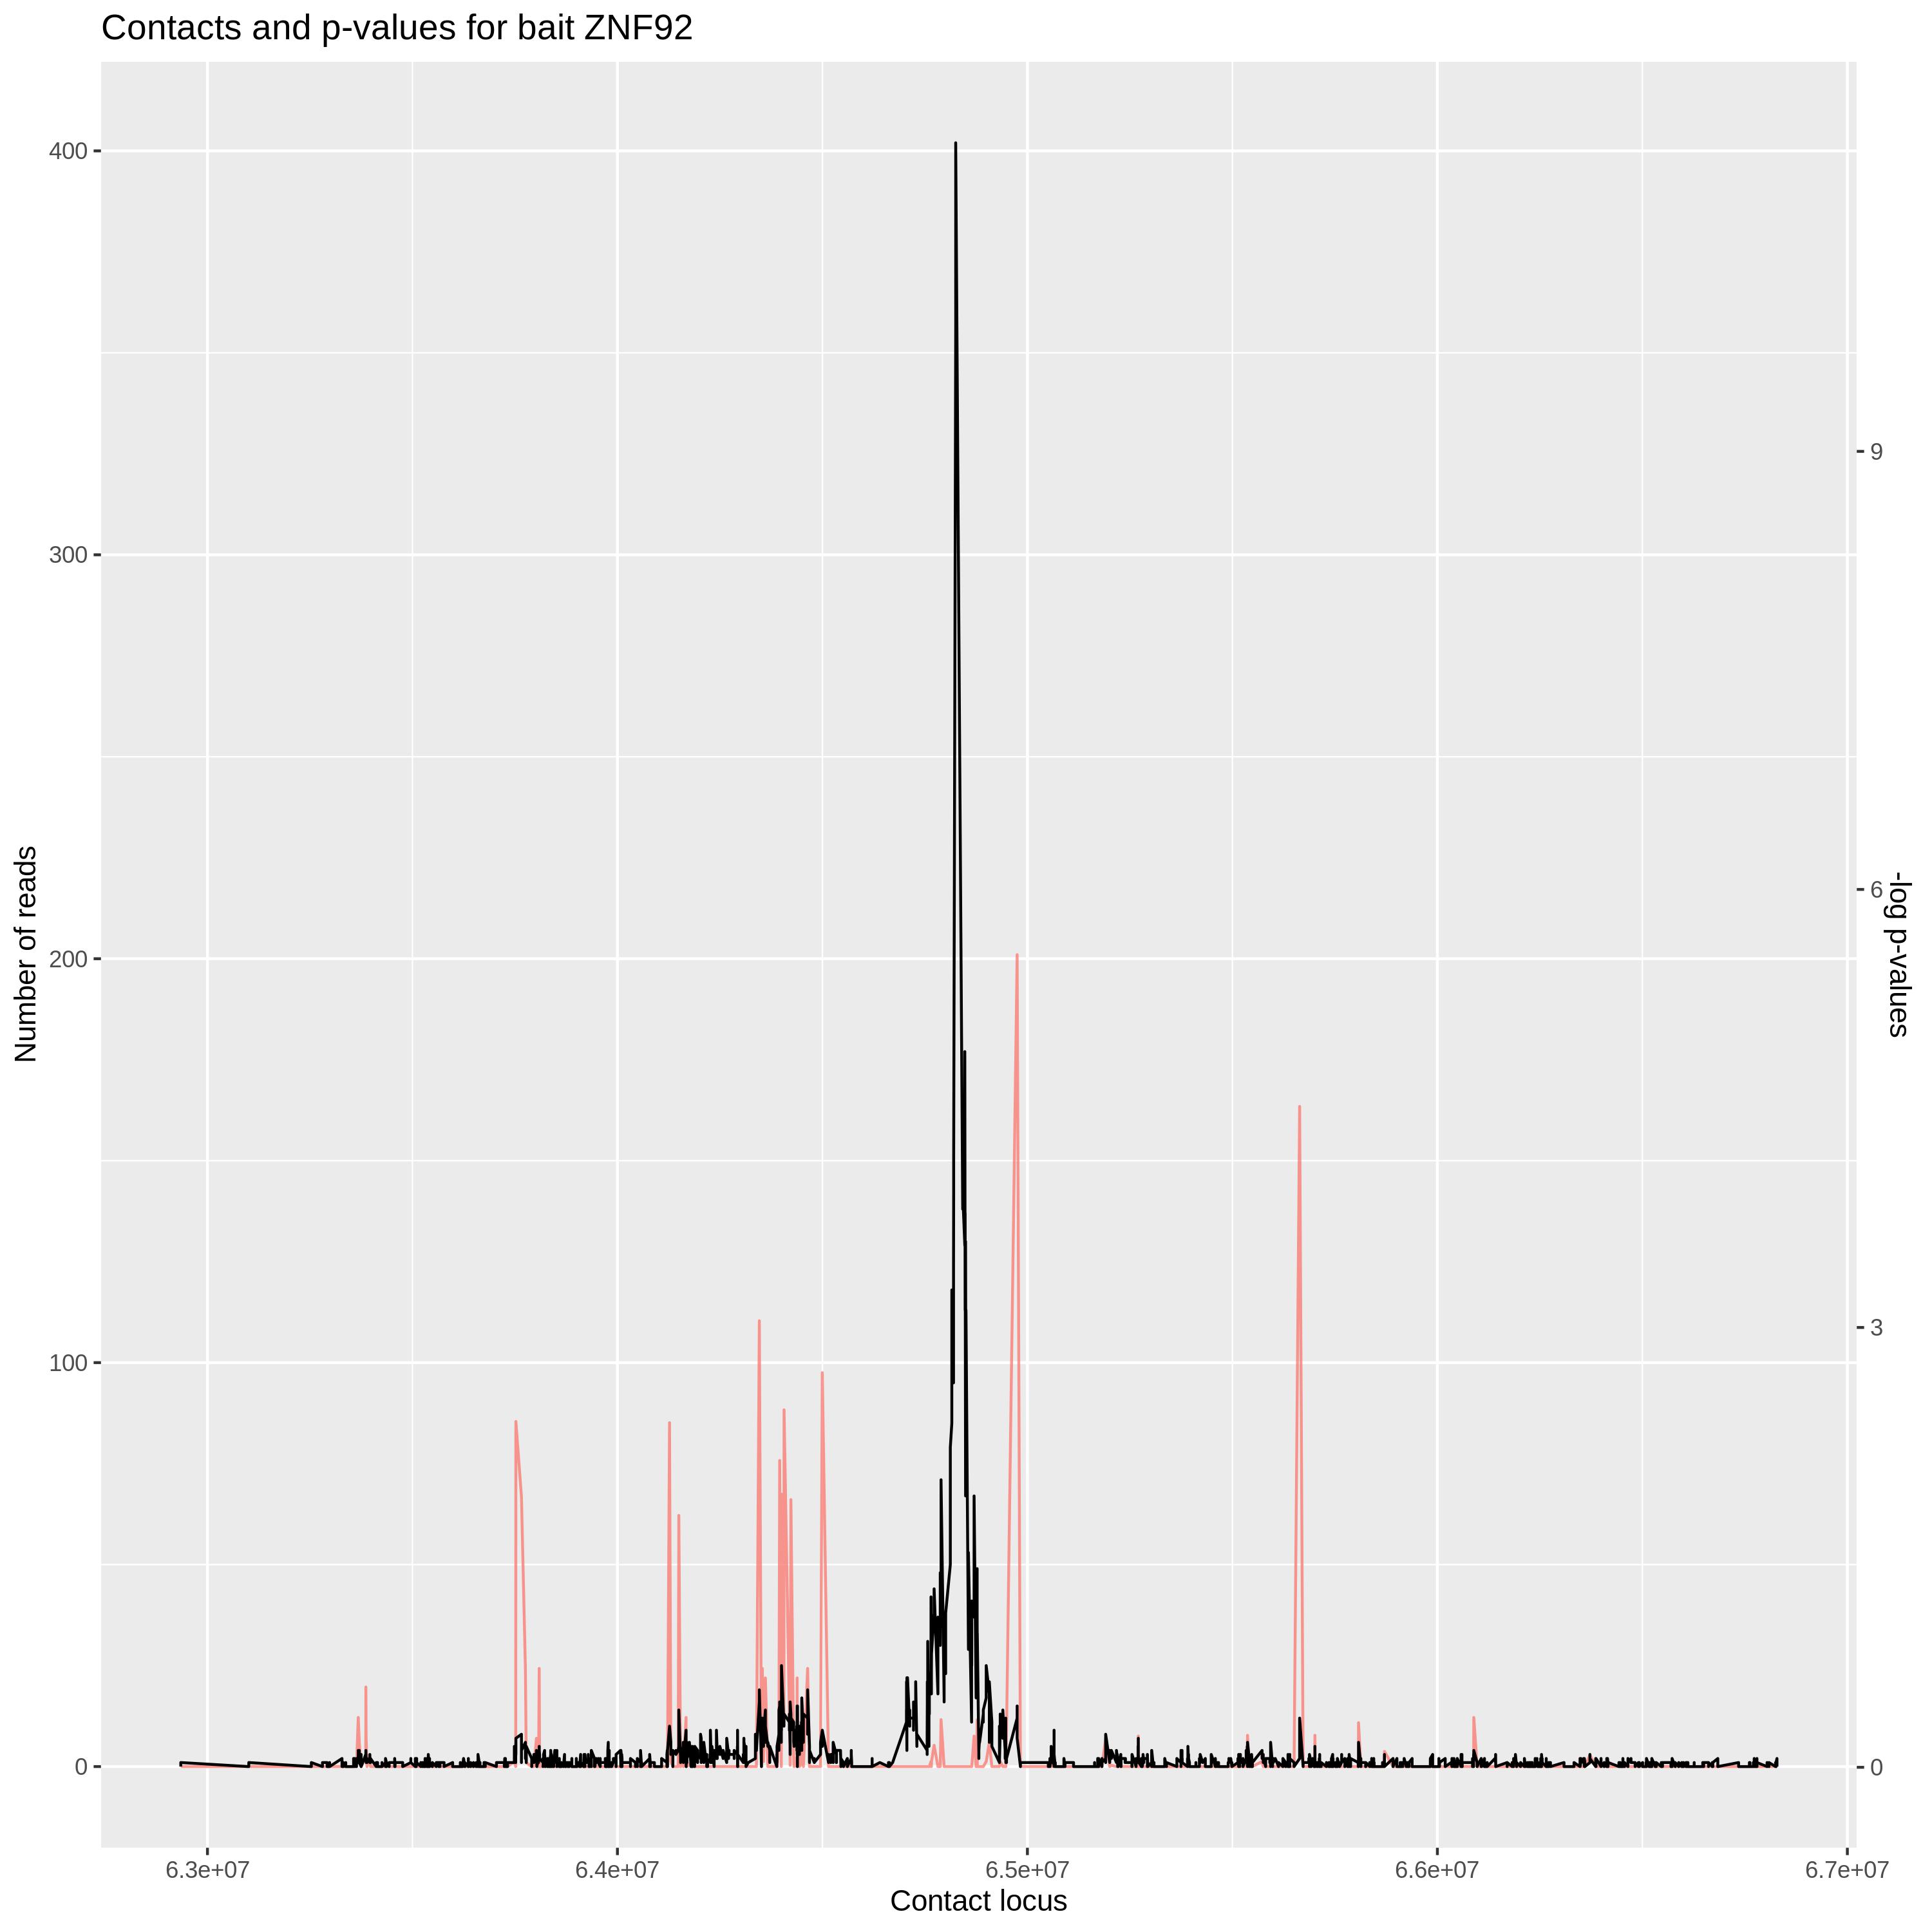 Contacts and p-values for bait ZNF92
400
300
200
100
0
Number of reads
9
6
3
0
-log p-values
6.3e+07
6.4e+07
6.5e+07
6.6e+07
6.7e+07
Contact locus